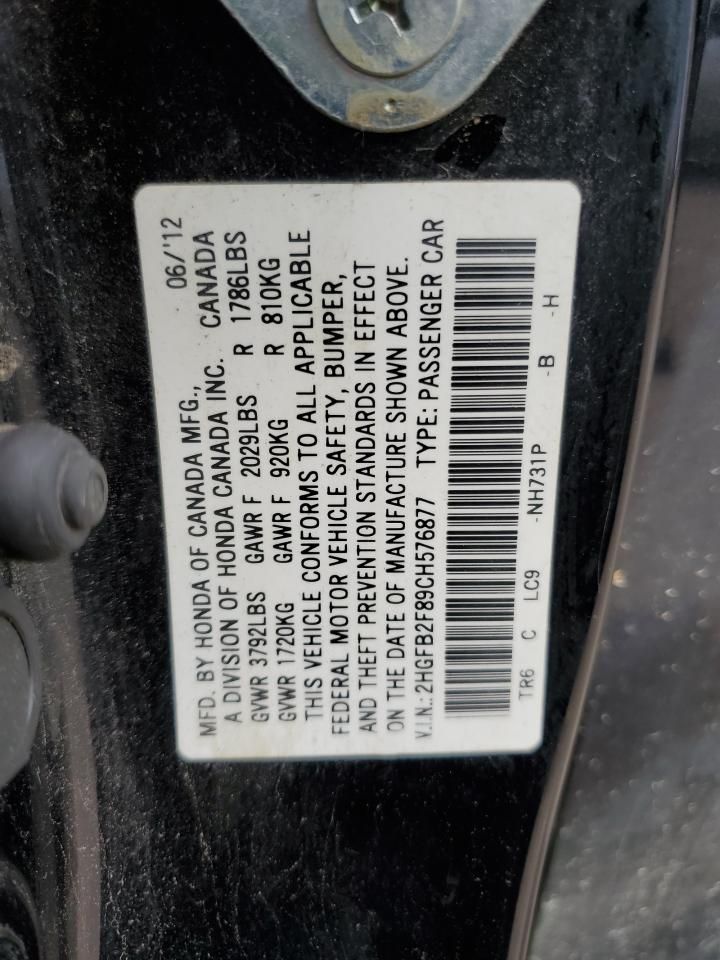 MFD. BY HONDA OF CANADA MFG., 06/'12
A DIVISION OF HONDA CANADA INC. CANADA
GVWR 3792LBS GAWR F 2029LBS R 1786LBS
GVWR 1720KG GAWR F 920KG R 810KG
THIS VEHICLE CONFORMS TO ALL APPLICABLE
FEDERAL MOTOR VEHICLE SAFETY, BUMPER,
AND THEFT PREVENTION STANDARDS IN EFFECT
ON THE DATE OF MANUFACTURE SHOWN ABOVE.
V.I.N.: 2HGFB2F89CH576877 TYPE: PASSENGER CAR
TR6 C LC9 -NH731P -B -H